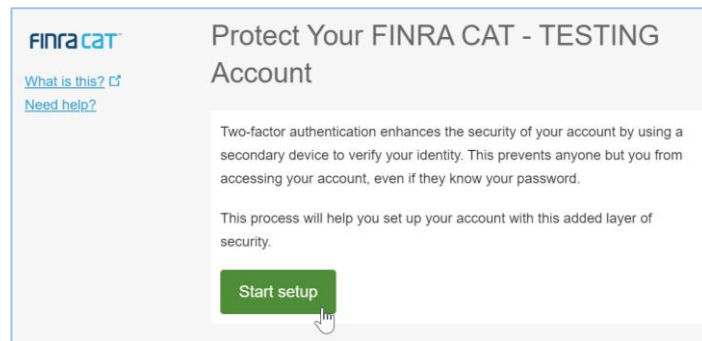 FINRA CAT
What is this?
Need help?
Protect Your FINRA CAT - TESTING
Account
Two-factor authentication enhances the security of your account by using a
secondary device to verify your identity. This prevents anyone but you from
accessing your account, even if they know your password.
This process will help you set up your account with this added layer of
security.
Start setup